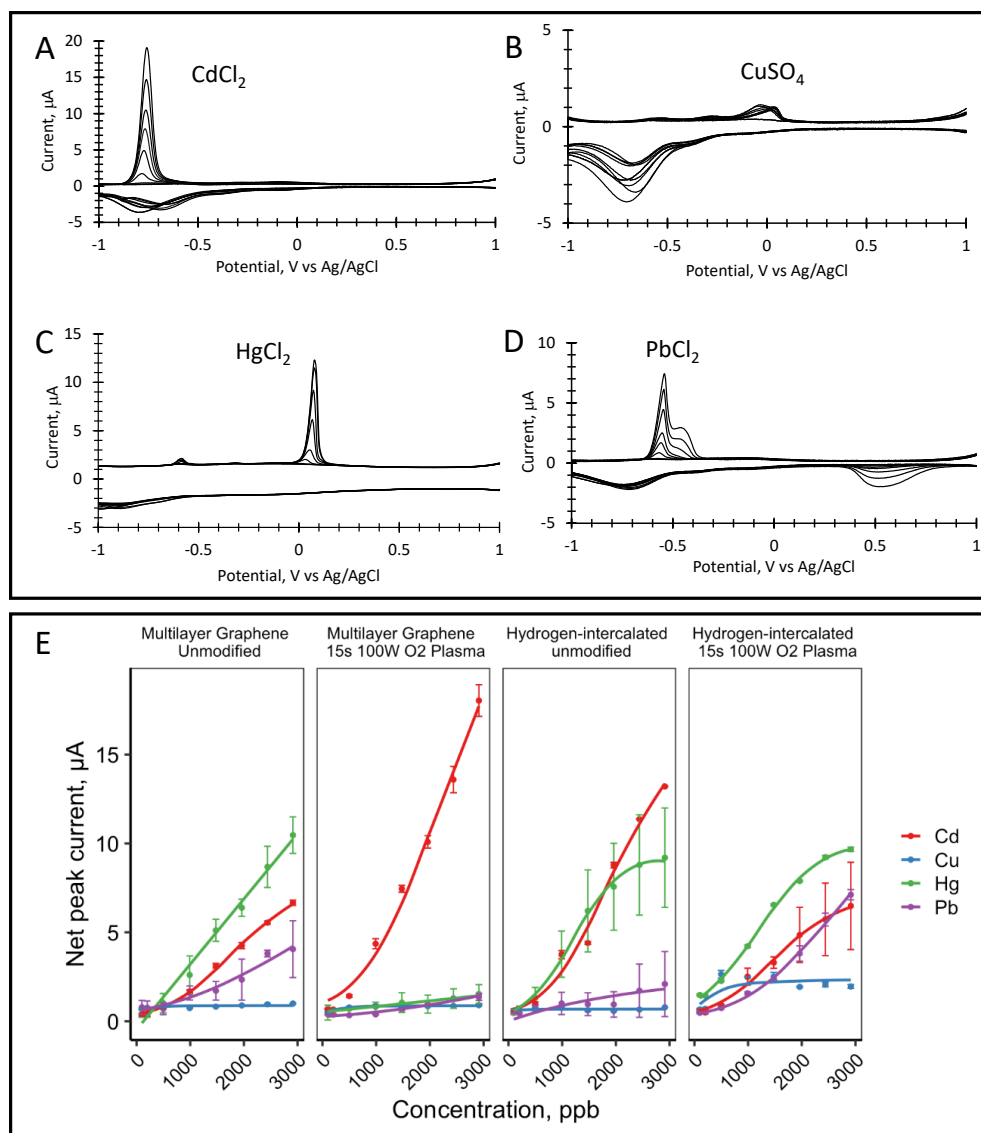 A
CdCl2
20
15
10
5
0
-5
Current, µA
-1
-0.5
0
0.5
1
Potential, V vs Ag/AgCl
B
CuSO4
5
0
-5
Current, µA
-1
-0.5
0
0.5
1
Potential, V vs Ag/AgCl
C
HgCl2
15
10
5
0
-5
Current, µA
-1
-0.5
0
0.5
1
Potential, V vs Ag/AgCl
D
PbCl2
10
5
0
-5
Current, µA
-1
-0.5
0
0.5
1
Potential, V vs Ag/AgCl
E
Multilayer Graphene
Unmodified
Multilayer Graphene
15s 100W O2 Plasma
Hydrogen-intercalated
unmodified
Hydrogen-intercalated
15s 100W O2 Plasma
Net peak current, µA
15
10
5
0
0
1000
2000
3000
0
1000
2000
3000
0
1000
2000
3000
0
1000
2000
3000
Concentration, ppb
Cd
Cu
Hg
Pb